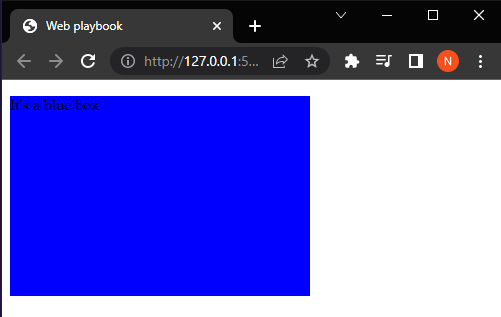 Web playbook
http://127.0.0.1:5...
N
It's a blue box